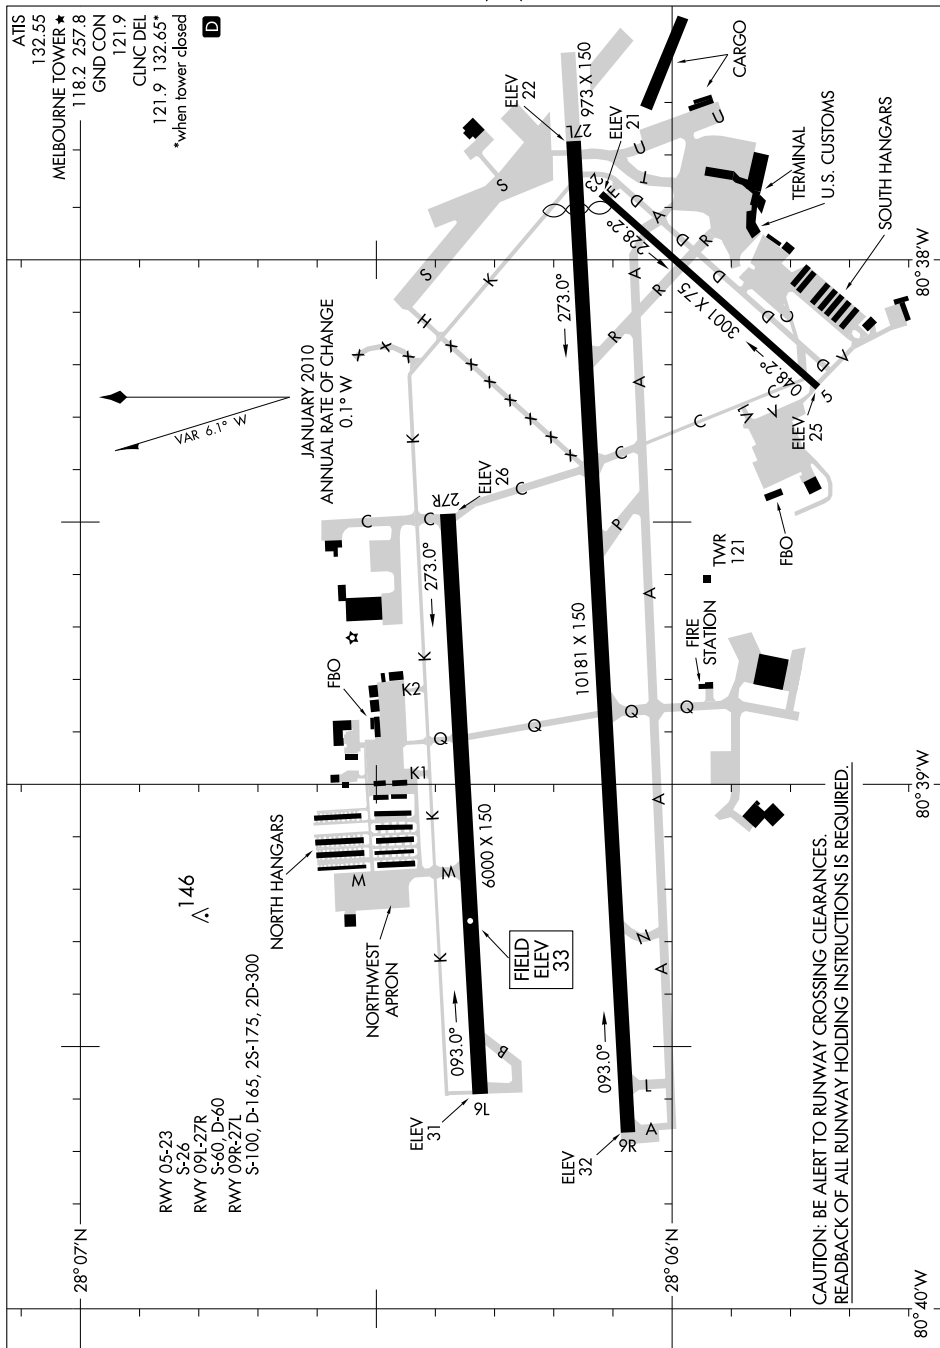 ATIS
132.55
MELBOURNE TOWER ★
118.2 257.8
GND CON
121.9
CLNC DEL
121.9 132.65*
*when tower closed
D
JANUARY 2010
ANNUAL RATE OF CHANGE
0.1° W
VAR 6.1° W
146
RWY 05-23
S-26
RWY 09L-27R
S-60, D-60
RWY 09R-27L
S-100, D-165, 2S-175, 2D-300
28° 07'N
28° 06'N
80° 38'W
80° 39'W
80° 40'W
NORTH HANGARS
NORTHWEST
APRON
FBO
FIELD
ELEV
33
ELEV
31
9L
093.0°
6000 X 150
273.0°
27R
ELEV
26
ELEV
32
9R
093.0°
10181 X 150
273.0°
27L
ELEV
22
973 X 150
ELEV
21
23
228.2°
3001 X 75
048.2°
5
ELEV
25
CARGO
TERMINAL
U.S. CUSTOMS
SOUTH HANGARS
FBO
TWR
121
FIRE
STATION
S
S
H
K
K
K
K
K
K1
K2
M
M
B
C
C
C
C
C
C
C
Q
Q
Q
Q
P
R
R
R
A
A
A
A
A
A
A
N
L
D
D
D
D
D
T
U
U
V
V
V1
x
x
x
x
x
x
x
x
x
x
CAUTION: BE ALERT TO RUNWAY CROSSING CLEARANCES.
READBACK OF ALL RUNWAY HOLDING INSTRUCTIONS IS REQUIRED.